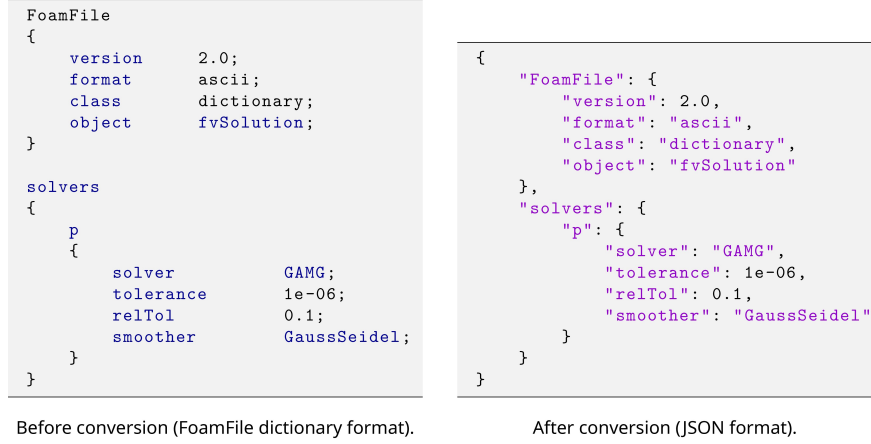 FoamFile
{
    version     2.0;
    format      ascii;
    class       dictionary;
    object      fvSolution;
}

solvers
{
    p
    {
        solver          GAMG;
        tolerance       1e-06;
        relTol          0.1;
        smoother        GaussSeidel;
    }
}
Before conversion (FoamFile dictionary format).
{
    "FoamFile": {
        "version": 2.0,
        "format": "ascii",
        "class": "dictionary",
        "object": "fvSolution"
    },
    "solvers": {
        "p": {
            "solver": "GAMG",
            "tolerance": 1e-06,
            "relTol": 0.1,
            "smoother": "GaussSeidel"
        }
    }
}
After conversion (JSON format).